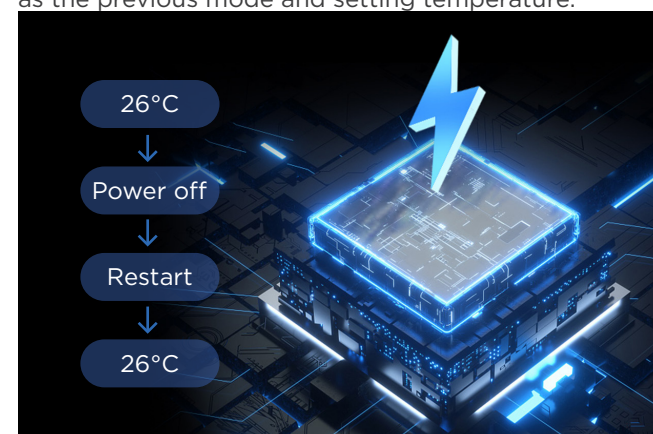 as the previous mode and setting temperature.
26°C
Power off
Restart
26°C